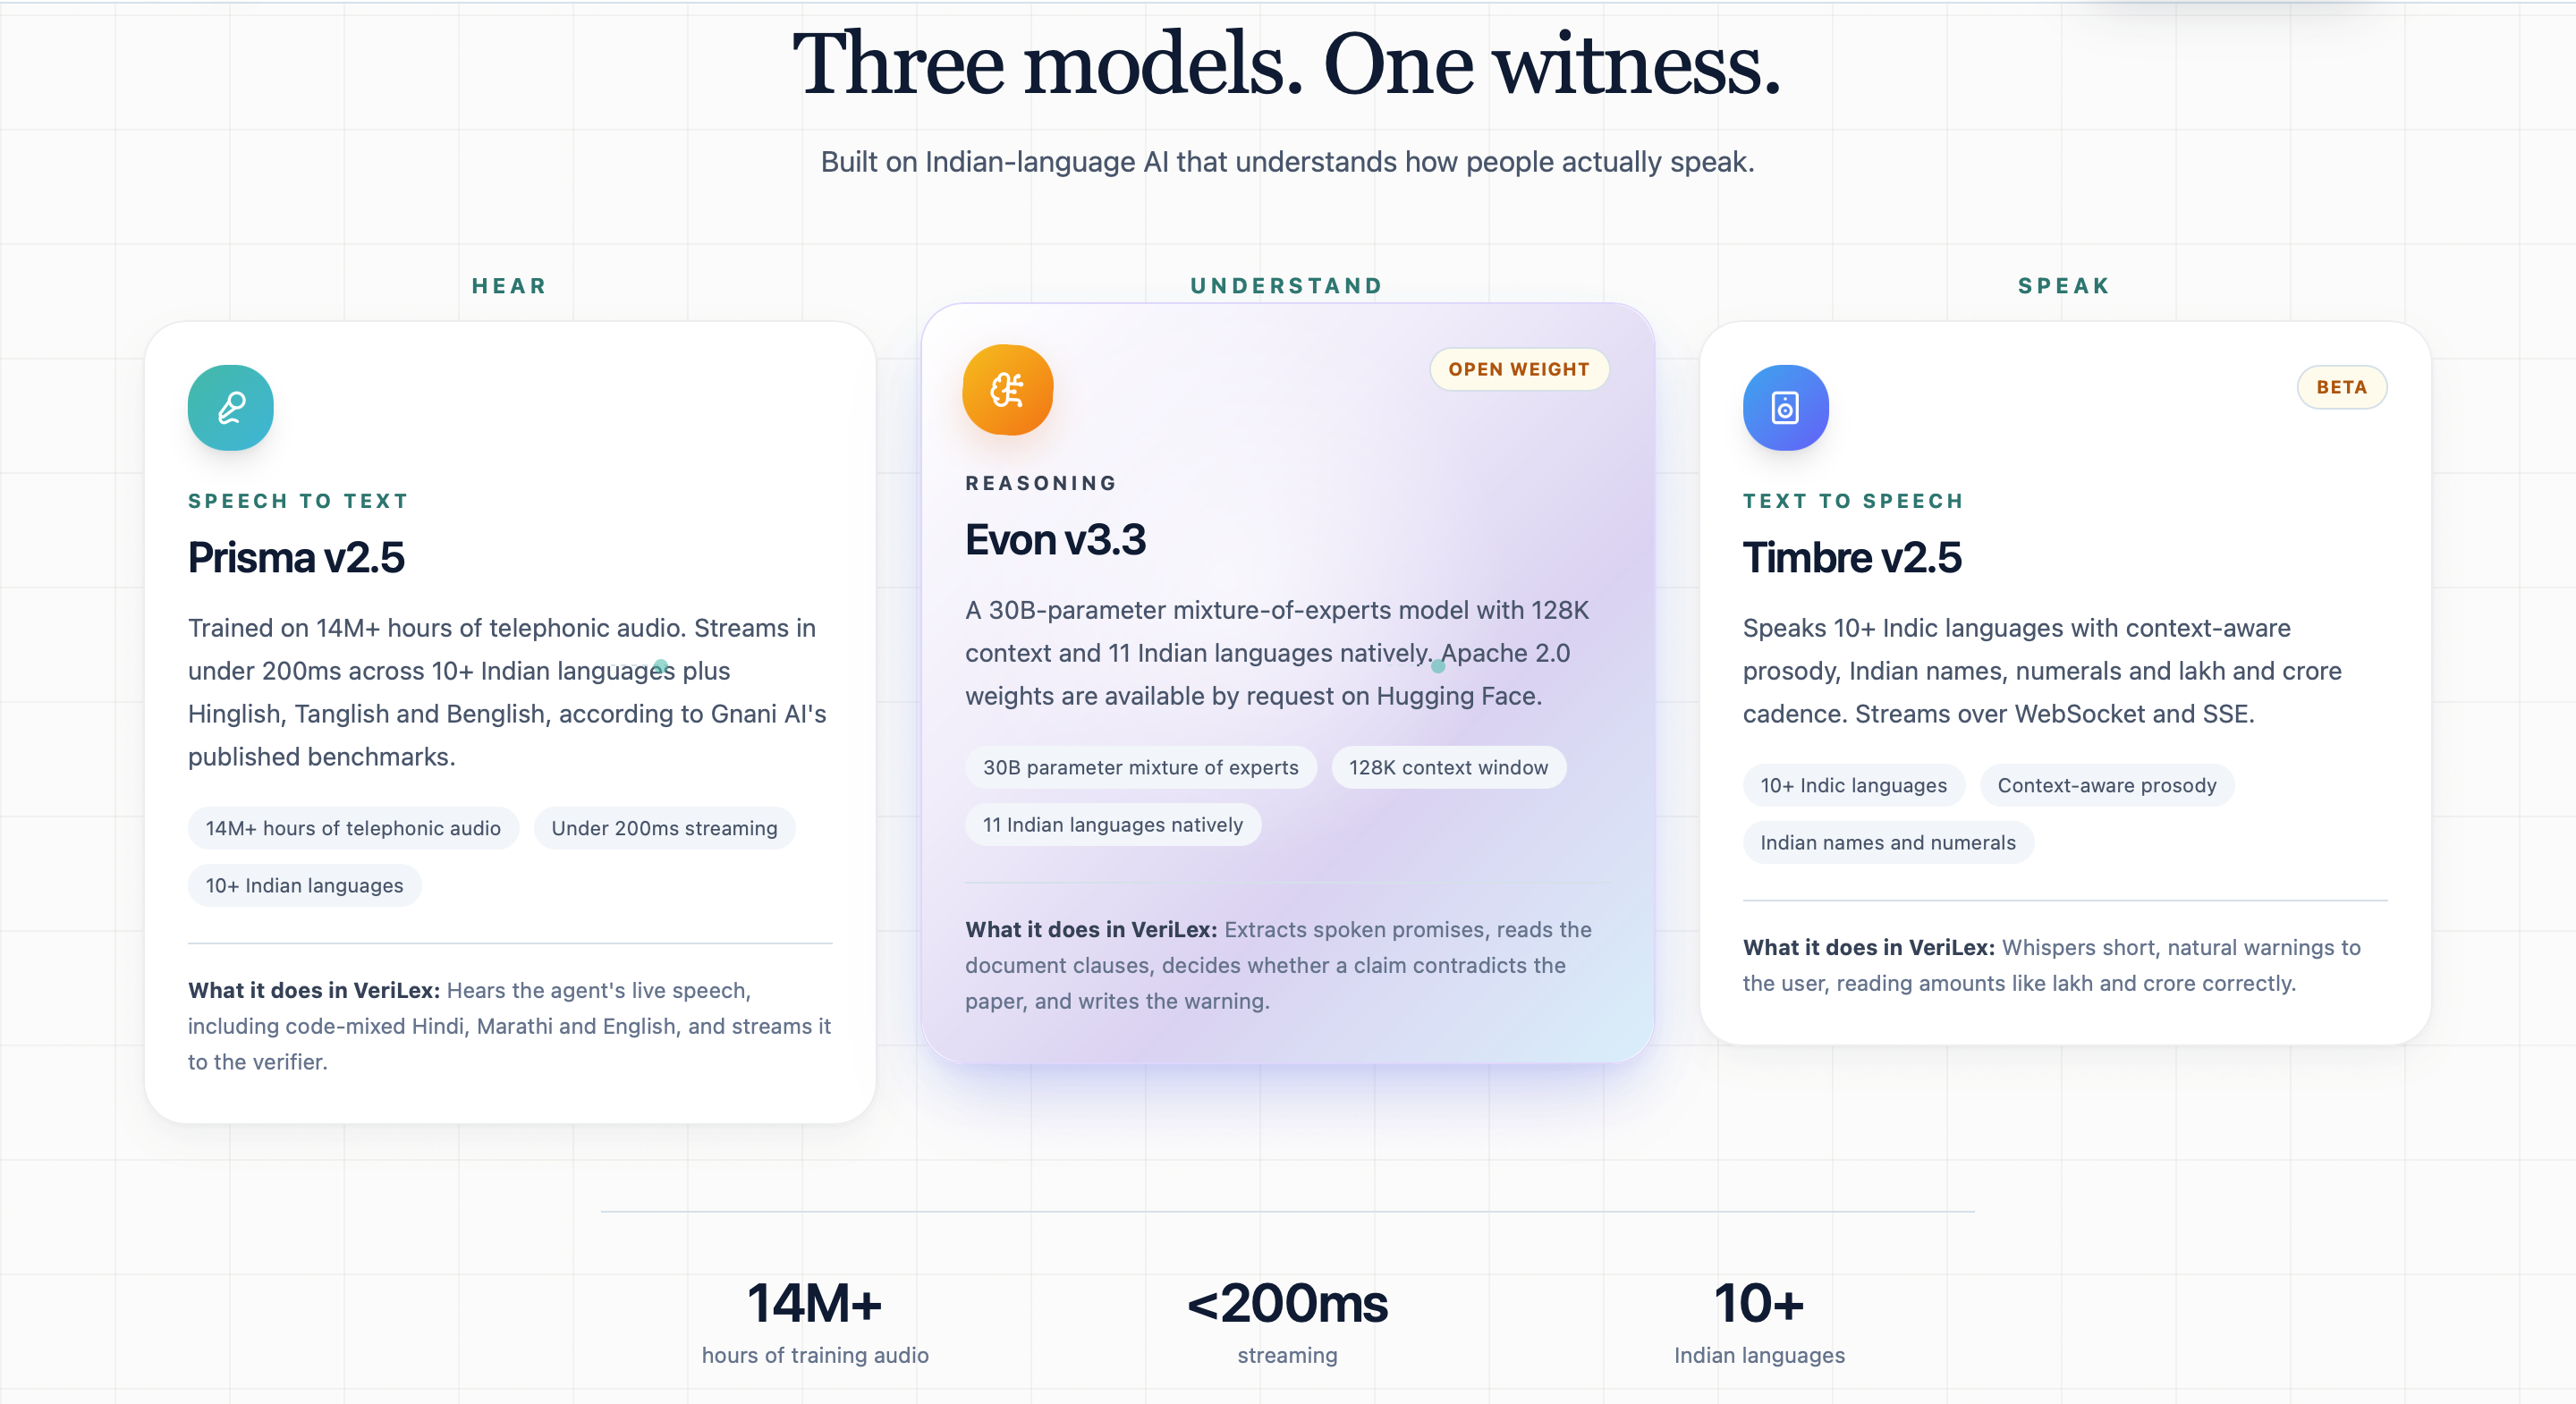 Three models. One witness.
Built on Indian-language AI that understands how people actually speak.
HEAR
SPEECH TO TEXT
Prisma v2.5
Trained on 14M+ hours of telephonic audio. Streams in
under 200ms across 10+ Indian languages plus
Hinglish, Tanglish and Benglish, according to Gnani AI's
published benchmarks.
14M+ hours of telephonic audio
Under 200ms streaming
10+ Indian languages
What it does in VeriLex: Hears the agent's live speech,
including code-mixed Hindi, Marathi and English, and streams it
to the verifier.
UNDERSTAND
OPEN WEIGHT
REASONING
Evon v3.3
A 30B-parameter mixture-of-experts model with 128K
context and 11 Indian languages natively. Apache 2.0
weights are available by request on Hugging Face.
30B parameter mixture of experts
128K context window
11 Indian languages natively
What it does in VeriLex: Extracts spoken promises, reads the
document clauses, decides whether a claim contradicts the
paper, and writes the warning.
SPEAK
BETA
TEXT TO SPEECH
Timbre v2.5
Speaks 10+ Indic languages with context-aware
prosody, Indian names, numerals and lakh and crore
cadence. Streams over WebSocket and SSE.
10+ Indic languages
Context-aware prosody
Indian names and numerals
What it does in VeriLex: Whispers short, natural warnings to
the user, reading amounts like lakh and crore correctly.
14M+
hours of training audio
<200ms
streaming
10+
Indian languages